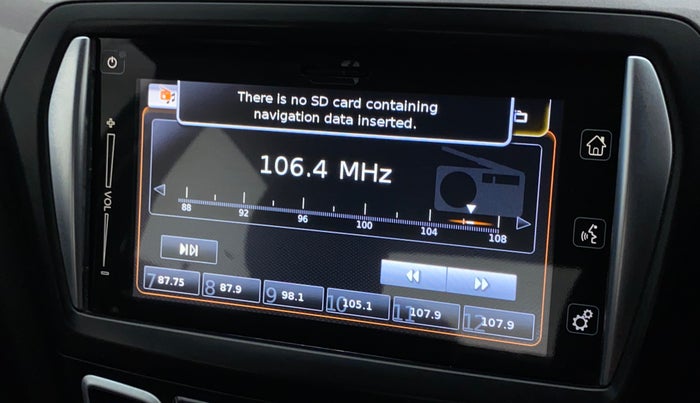 There is no SD card containing
navigation data inserted.
106.4 MHz
88 92 96 100 104 108
VOL
7 87.75 8 87.9 9 98.1 10 105.1 11 107.9 12 107.9